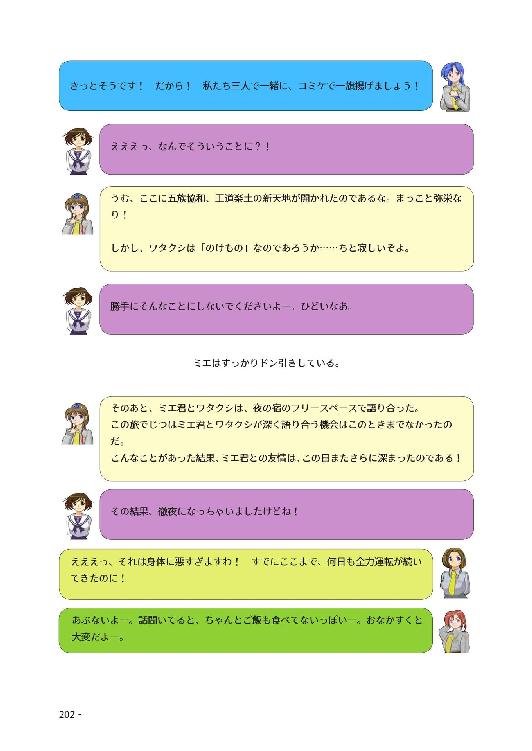 きっとそうです！　だから！　私たち三人で一緒に、コミケで一旗揚げましょう！
えええっ、なんでそういうことに？！
うむ、ここに五族協和、王道楽土の新天地が開かれたのであるな。まっこと弥栄な
り！
しかし、ワタクシは「のけもの」なのであろうか……ちと寂しいぞよ。
勝手にそんなことにしないでくださいよー。ひどいなあ。
ミエはすっかりドン引きしている。
そのあと、ミエ君とワタクシは、夜の宿のフリースペースで語り合った。
この旅でじつはミエ君とワタクシが深く語り合う機会はこのときまでなかったの
だ。
こんなことがあった結果、ミエ君との友情は、この日またさらに深まったのである！
その結果、徹夜になっちゃいましたけどね！
えええっ、それは身体に悪すぎますわ！　すでにここまで、何日も全力運転が続い
てきたのに！
あぶないよー。話聞いてると、ちゃんとご飯も食べてないっぽいー。おなかすくと
大変だよー。
202 -